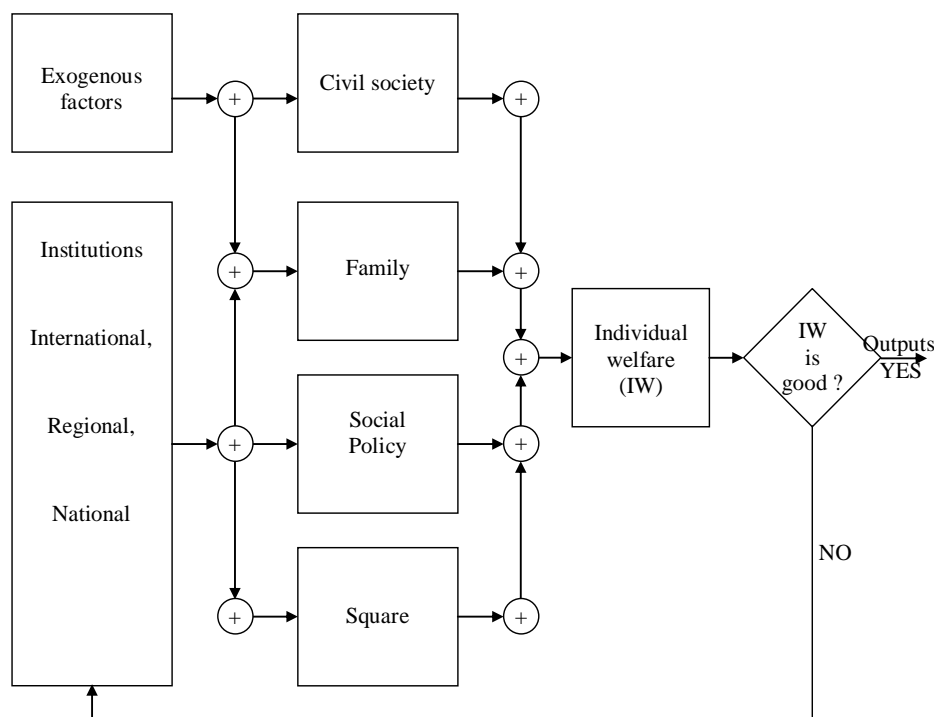 Exogenous
factors
+
Civil society
+
Institutions
International,
Regional,
National
+
Family
+
+
Individual
welfare
(IW)
IW
is
good ?
Outputs
YES
+
Social
Policy
+
NO
+
Square
+